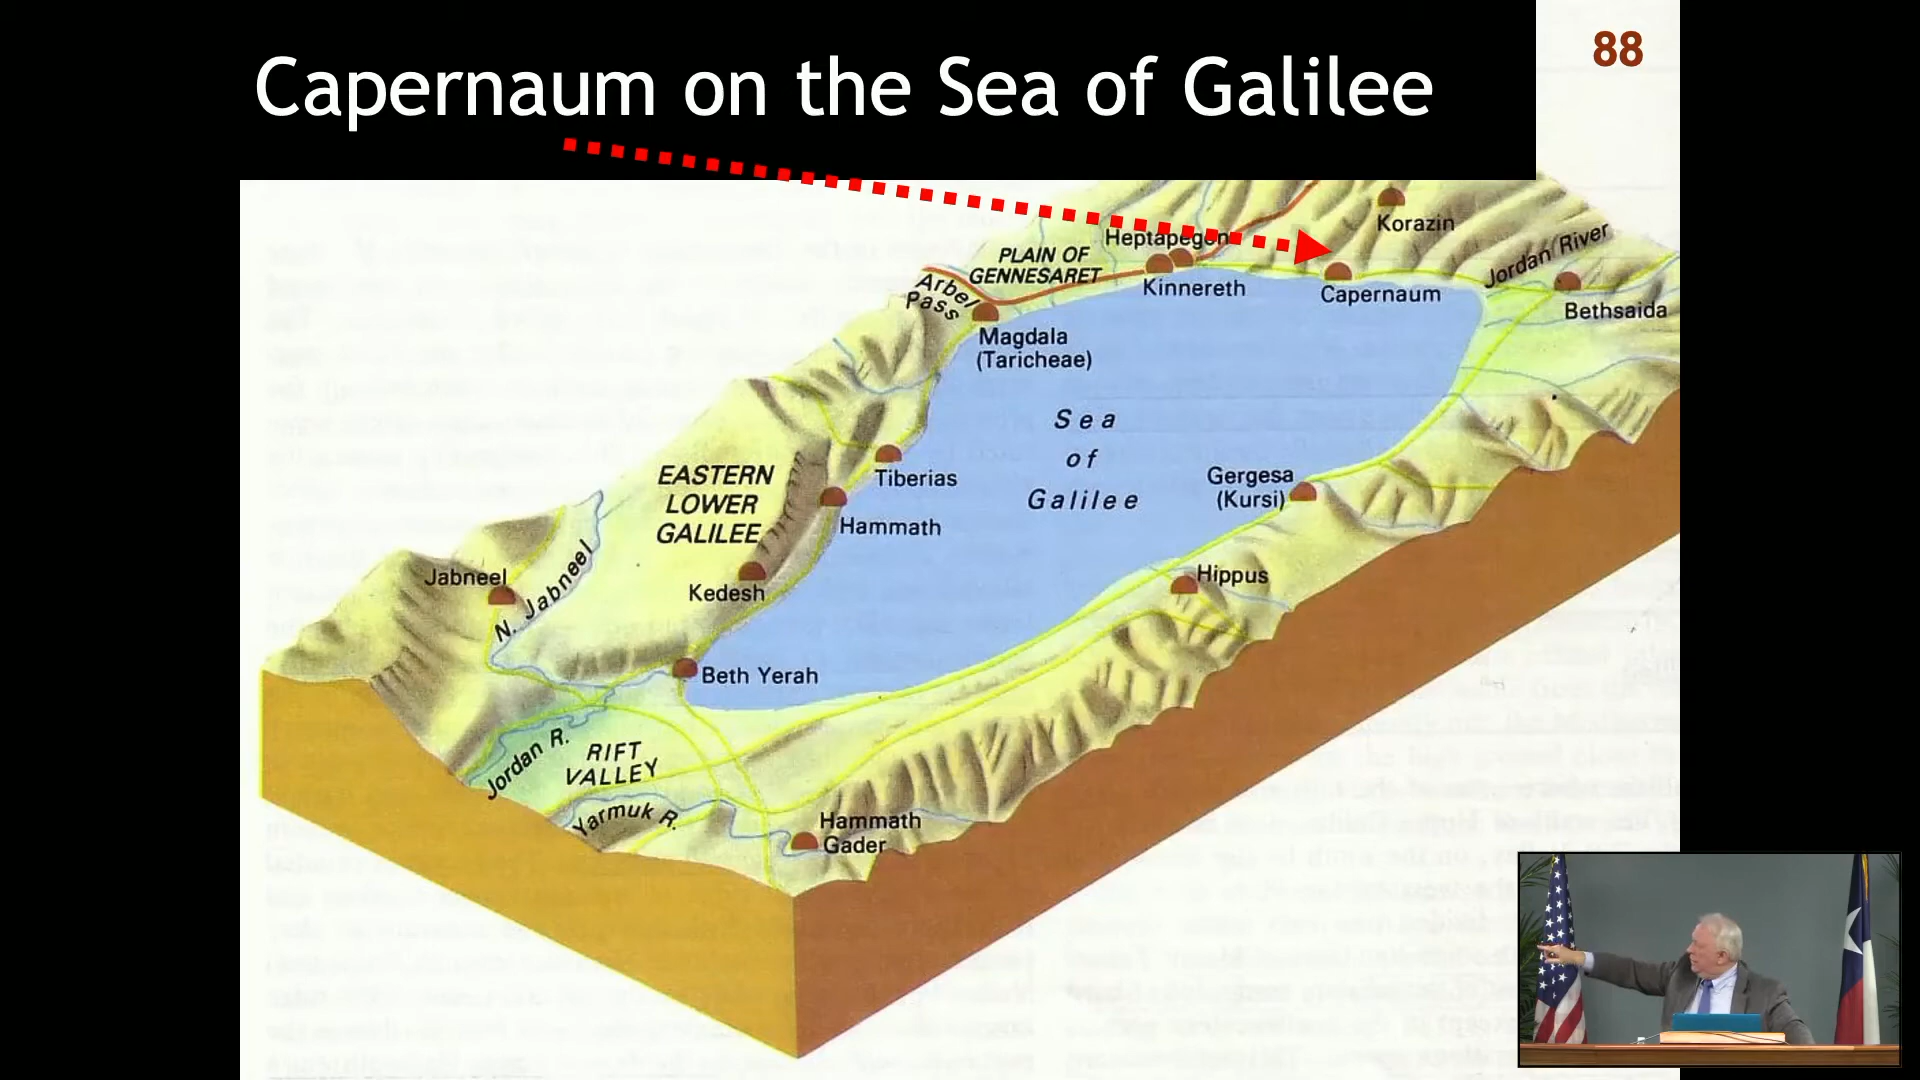 Capernaum on the Sea of Galilee
88
Korazin
Heptapegon
Jordan River
PLAIN OF
GENNESARET
Arbel
Pass
Kinnereth
Capernaum
Bethsaida
Magdala
(Taricheae)
Sea
of
Galilee
EASTERN
LOWER
GALILEE
Tiberias
Gergesa
(Kursi)
Hammath
Jabneel
N. Jabneel
Kedesh
Hippus
Beth Yerah
Jordan R.
RIFT
VALLEY
Yarmuk R.
Hammath
Gader